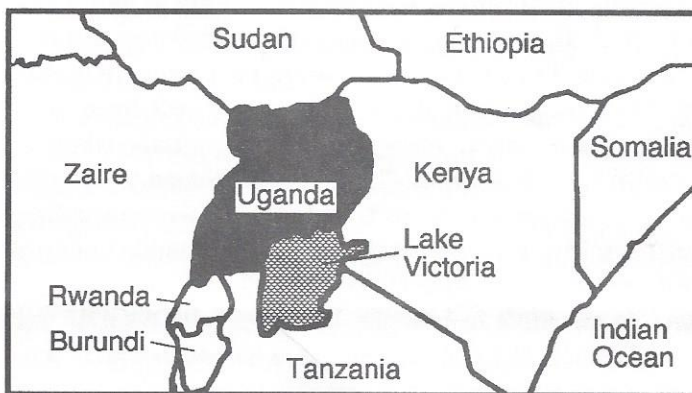 Sudan
Ethiopia
Zaire
Uganda
Kenya
Somalia
Lake
Victoria
Rwanda
Burundi
Tanzania
Indian
Ocean